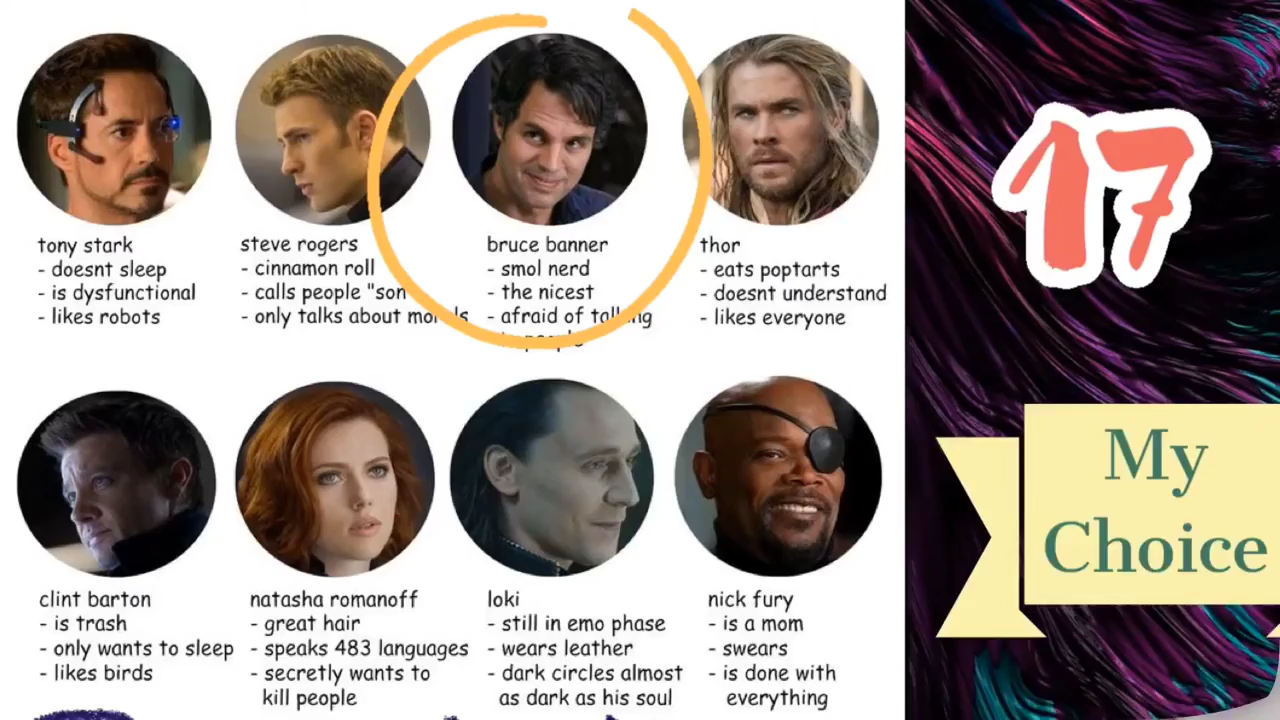 tony stark
- doesnt sleep
- is dysfunctional
- likes robots
steve rogers
- cinnamon roll
- calls people "son
- only talks about morals
bruce banner
- smol nerd
- the nicest
- afraid of talking
to people
thor
- eats poptarts
- doesnt understand
- likes everyone
17
My
Choice
clint barton
- is trash
- only wants to sleep
- likes birds
natasha romanoff
- great hair
- speaks 483 languages
- secretly wants to
kill people
loki
- still in emo phase
- wears leather
- dark circles almost
as dark as his soul
nick fury
- is a mom
- swears
- is done with
everything